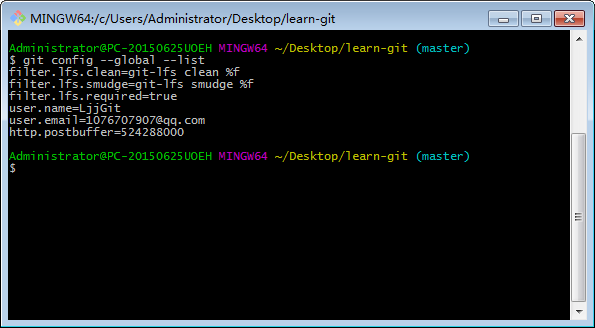 MINGW64:/c/Users/Administrator/Desktop/learn-git
Administrator@PC-20150625UOEH MINGW64 ~/Desktop/learn-git (master)
$ git config --global --list
filter.lfs.clean=git-lfs clean %f
filter.lfs.smudge=git-lfs smudge %f
filter.lfs.required=true
user.name=LjjGit
user.email=1076707907@qq.com
http.postbuffer=524288000
Administrator@PC-20150625UOEH MINGW64 ~/Desktop/learn-git (master)
$